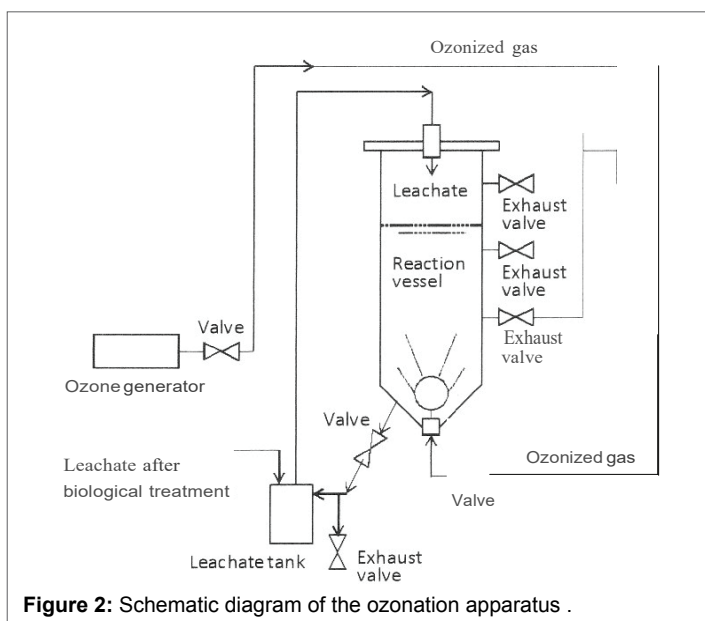 Ozonized gas
Leachate
Exhaust
valve
Reaction
vessel
Exhaust
valve
Valve
Exhaust
valve
Ozone generator
Valve
Leachate after
biological treatment
Ozonized gas
Valve
Leachate tank
Exhaust
valve
Figure 2: Schematic diagram of the ozonation apparatus .